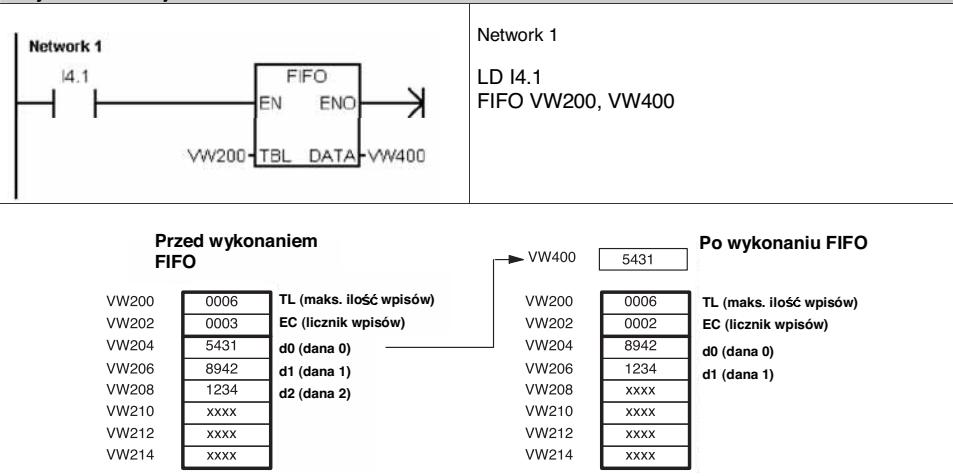 Network 1
I4.1
FIFO
EN ENO
VW200 TBL DATA VW400
Network 1
LD I4.1
FIFO VW200, VW400
Przed wykonaniem
FIFO
VW200 0006 TL (maks. ilość wpisów)
VW202 0003 EC (licznik wpisów)
VW204 5431 d0 (dana 0)
VW206 8942 d1 (dana 1)
VW208 1234 d2 (dana 2)
VW210 xxxx
VW212 xxxx
VW214 xxxx
Po wykonaniu FIFO
VW400 5431
VW200 0006 TL (maks. ilość wpisów)
VW202 0002 EC (licznik wpisów)
VW204 8942 d0 (dana 0)
VW206 1234 d1 (dana 1)
VW208 xxxx
VW210 xxxx
VW212 xxxx
VW214 xxxx